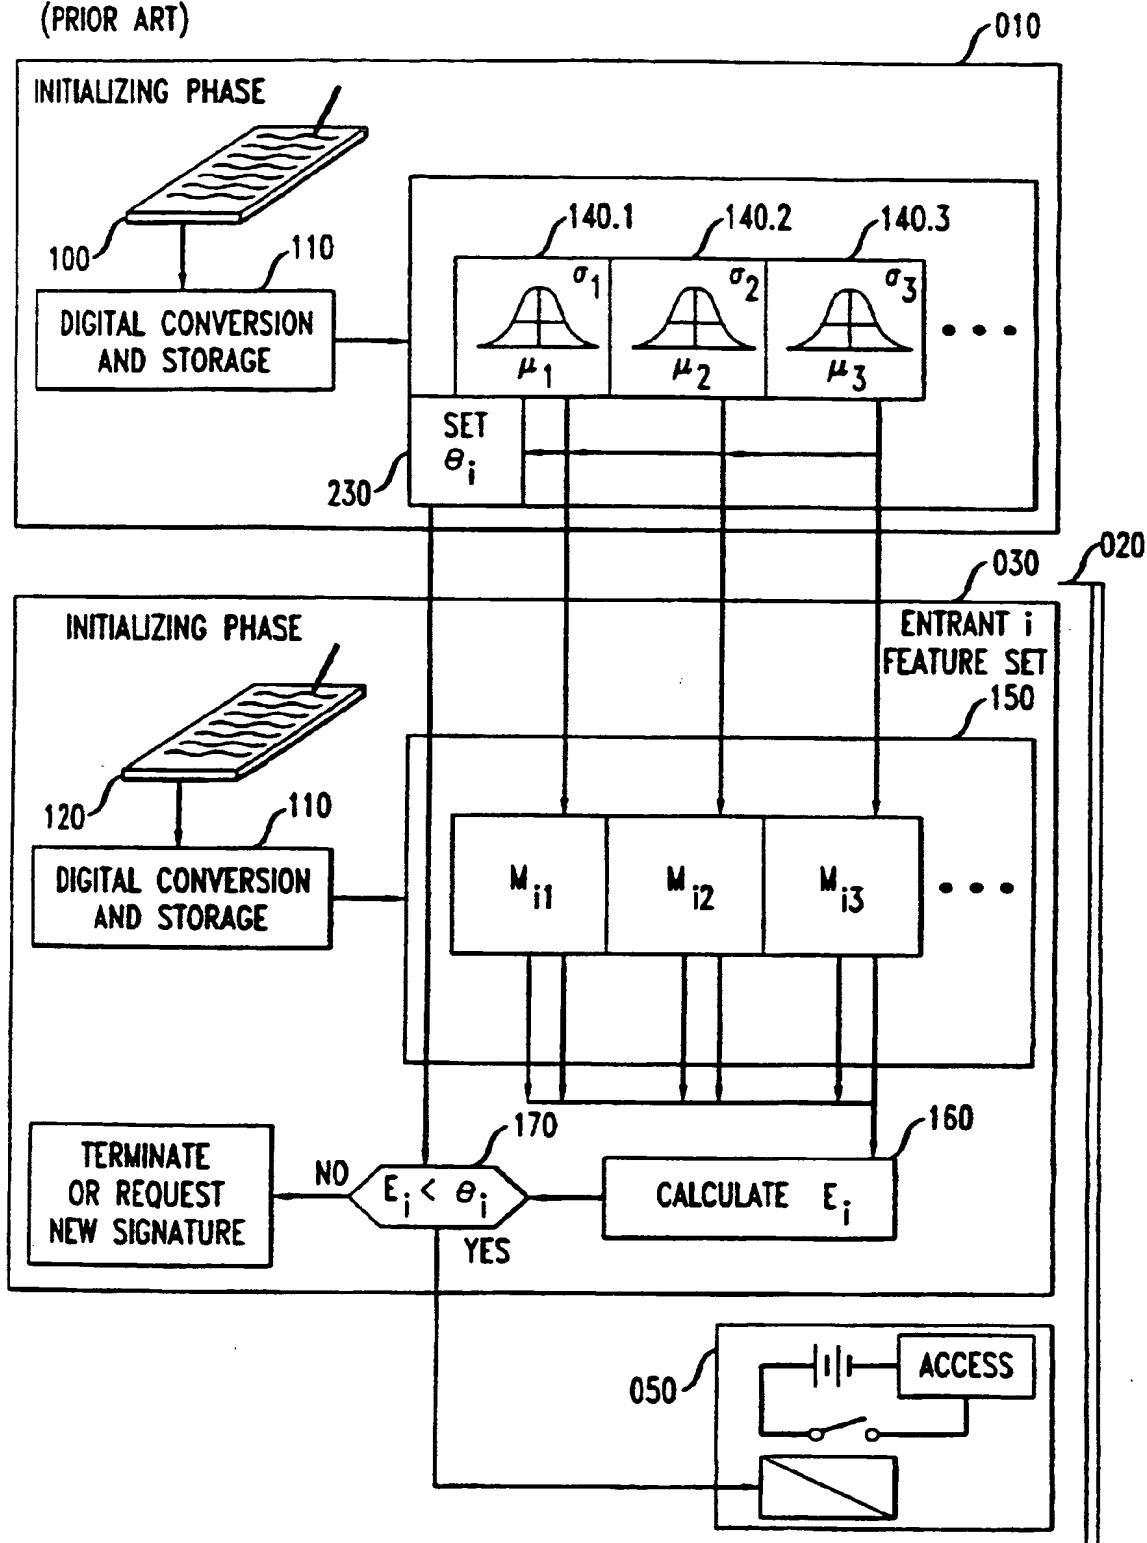 (PRIOR ART)
010
INITIALIZING PHASE
100
110
DIGITAL CONVERSION
AND STORAGE
140.1
140.2
140.3
σ1
σ2
σ3
μ1
μ2
μ3
• • •
SET
θi
230
020
030
INITIALIZING PHASE
ENTRANT i
FEATURE SET
150
120
110
DIGITAL CONVERSION
AND STORAGE
Mi1
Mi2
Mi3
• • •
170
160
TERMINATE
OR REQUEST
NEW SIGNATURE
NO
Ei < θi
YES
CALCULATE Ei
050
ACCESS